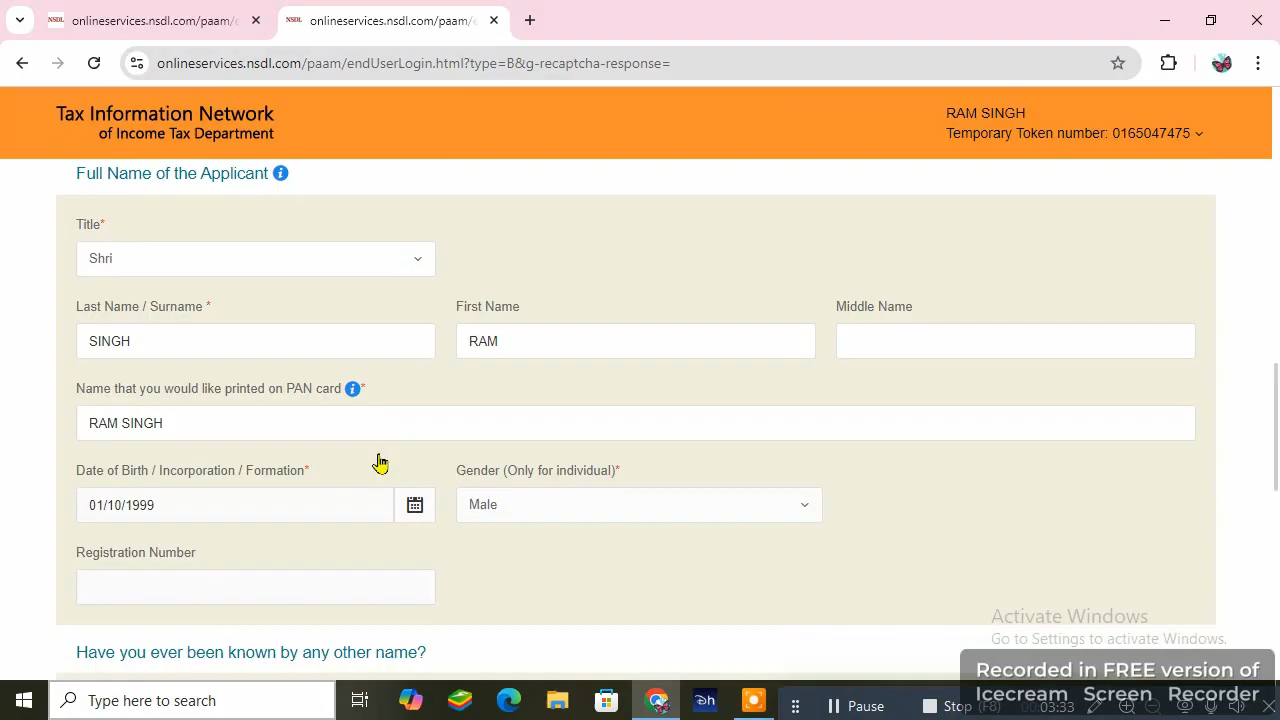 onlineservices.nsdl.com/paam/e
onlineservices.nsdl.com/paam/e
onlineservices.nsdl.com/paam/endUserLogin.html?type=B&g-recaptcha-response=
Tax Information Network
of Income Tax Department
RAM SINGH
Temporary Token number: 0165047475
Full Name of the Applicant
Title*
Shri
Last Name / Surname *
First Name
Middle Name
SINGH
RAM
Name that you would like printed on PAN card *
RAM SINGH
Date of Birth / Incorporation / Formation*
Gender (Only for individual)*
01/10/1999
Male
Registration Number
Have you ever been known by any other name?
Activate Windows
Go to Settings to activate Windows.
Recorded in FREE version of
Icecream Screen Recorder
Type here to search
Pause
Stop (F8)
03:33